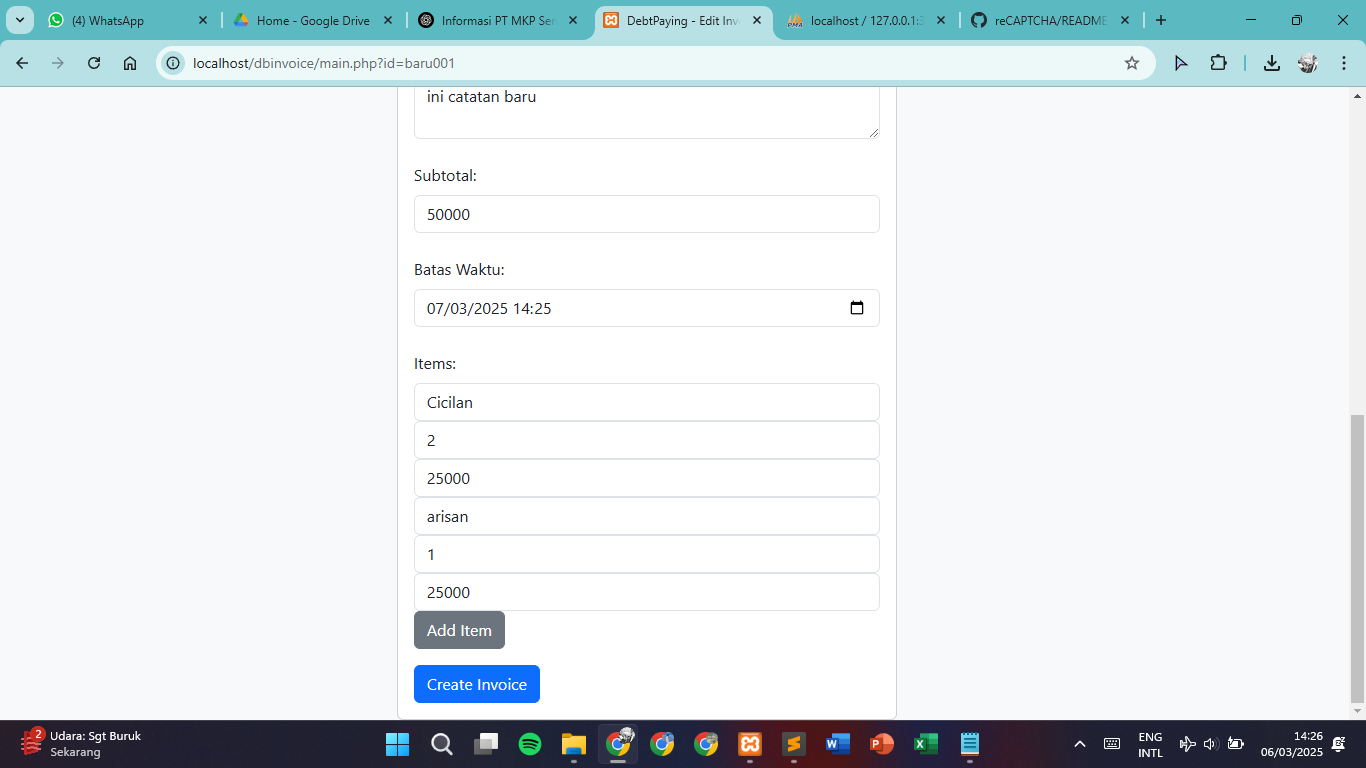 (4) WhatsApp
Home - Google Drive
Informasi PT MKP Ser
DebtPaying - Edit Inv
localhost / 127.0.0.1:3
reCAPTCHA/README
localhost/dbinvoice/main.php?id=baru001
ini catatan baru
Subtotal:
50000
Batas Waktu:
07/03/2025 14:25
Items:
Cicilan
2
25000
arisan
1
25000
Add Item
Create Invoice
2
Udara: Sgt Buruk
Sekarang
ENG
INTL
14:26
06/03/2025